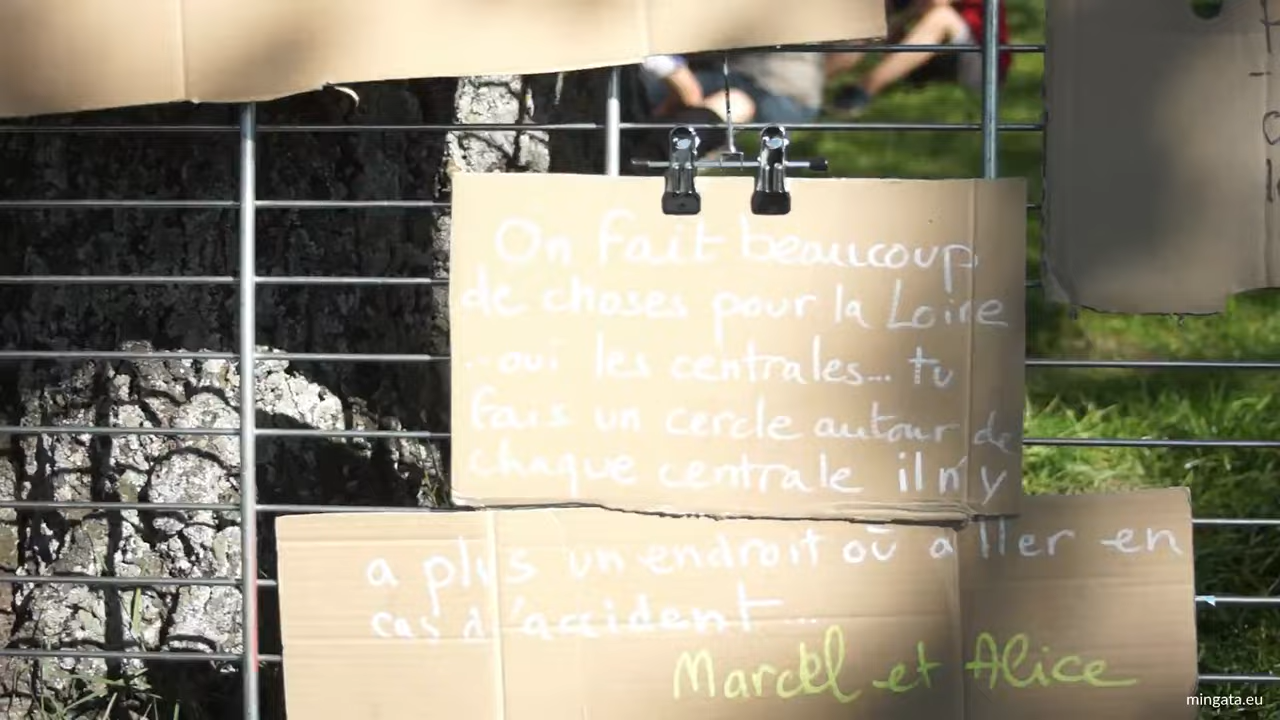 On fait beaucoup
de choses pour la Loire
..oui les centrales... tu
fais un cercle autour de
chaque centrale il n'y
a plus un endroit où aller en
cas d'accident...
Marcel et Alice
mingata.eu